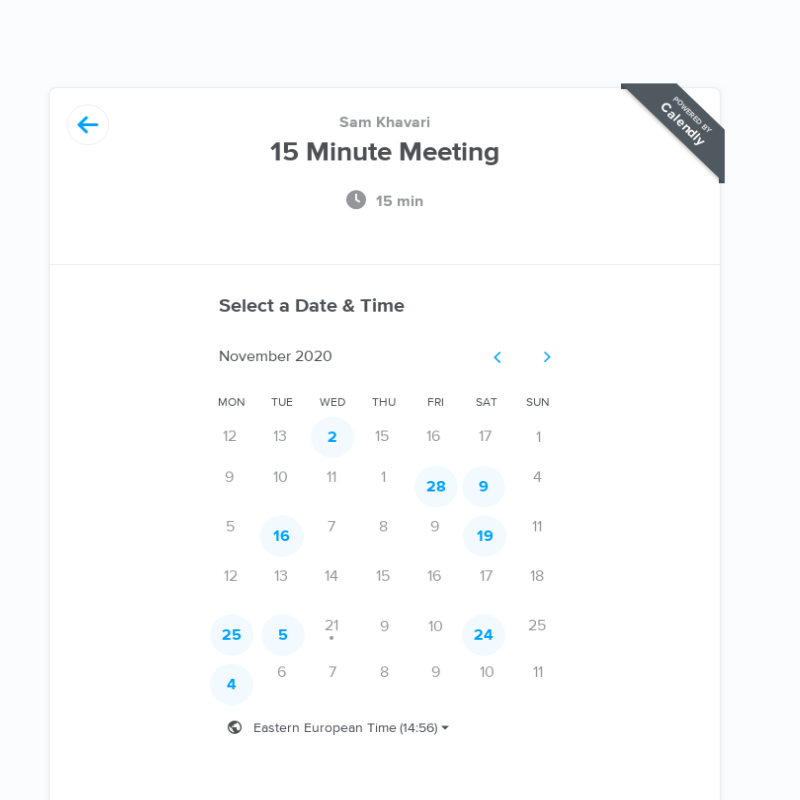 POWERED BY
Calendly
Sam Khavari
15 Minute Meeting
15 min
Select a Date & Time
November 2020
MON TUE WED THU FRI SAT SUN
12 13 2 15 16 17 1
9 10 11 1 28 9 4
5 16 7 8 9 19 11
12 13 14 15 16 17 18
25 5 21 9 10 24 25
4 6 7 8 9 10 11
Eastern European Time (14:56)